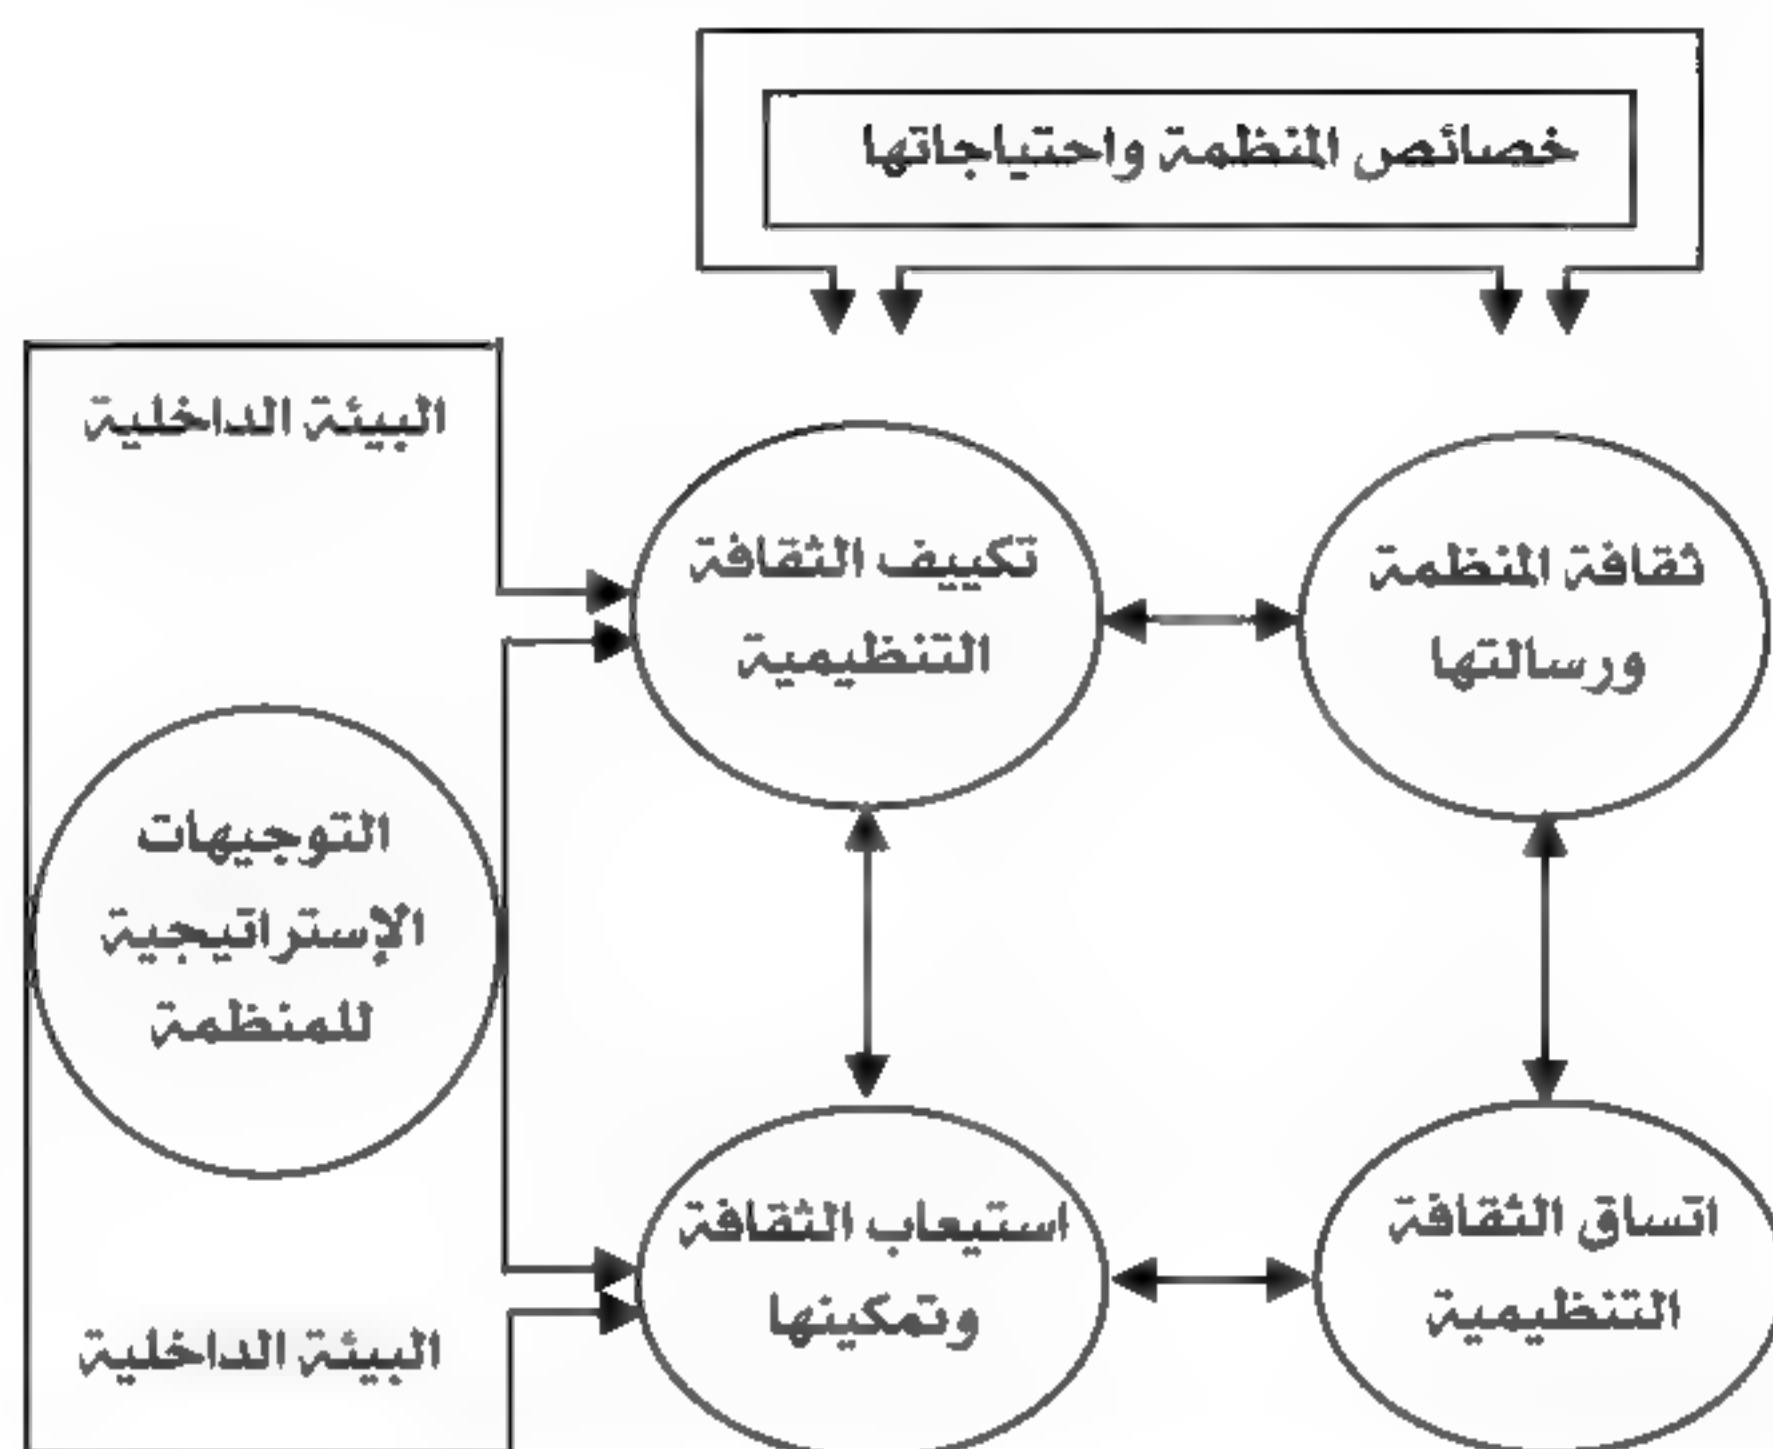 خصائص المنظمة واحتياجاتها
ثقافة المنظمة
ورسالتها
تكييف الثقافة
التنظيمية
البيئة الداخلية
التوجيهات
الإستراتيجية
للمنظمة
اتساق الثقافة
التنظيمية
استيعاب الثقافة
وتمكينها
البيئة الداخلية